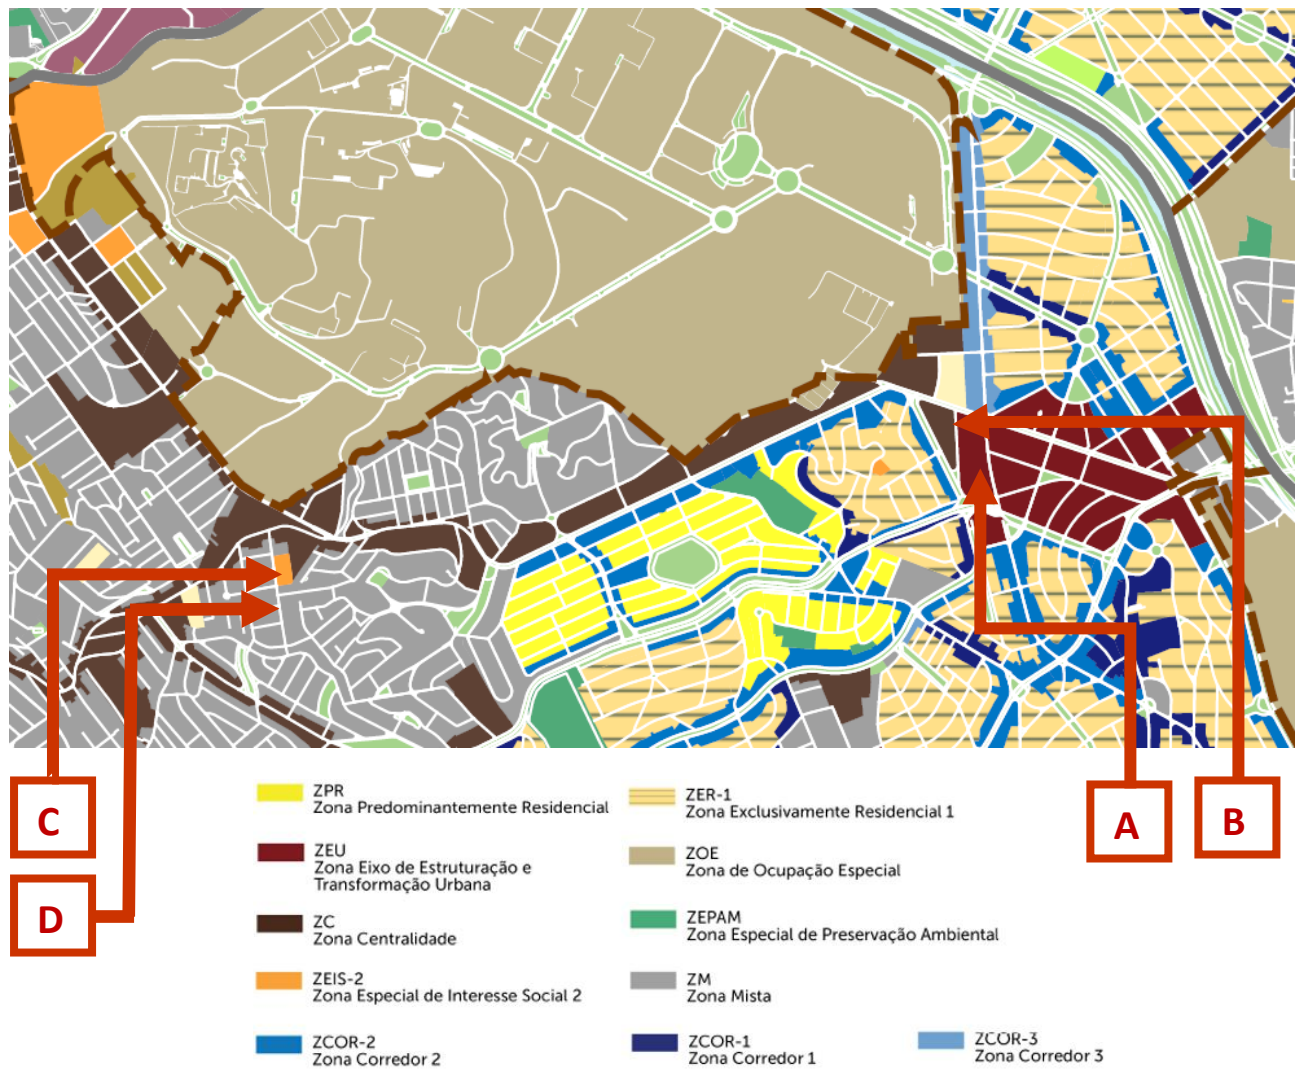 C
D
A
B
ZPR
Zona Predominantemente Residencial
ZEU
Zona Eixo de Estruturação e
Transformação Urbana
ZC
Zona Centralidade
ZEIS-2
Zona Especial de Interesse Social 2
ZCOR-2
Zona Corredor 2
ZER-1
Zona Exclusivamente Residencial 1
ZOE
Zona de Ocupação Especial
ZEPAM
Zona Especial de Preservação Ambiental
ZM
Zona Mista
ZCOR-1
Zona Corredor 1
ZCOR-3
Zona Corredor 3